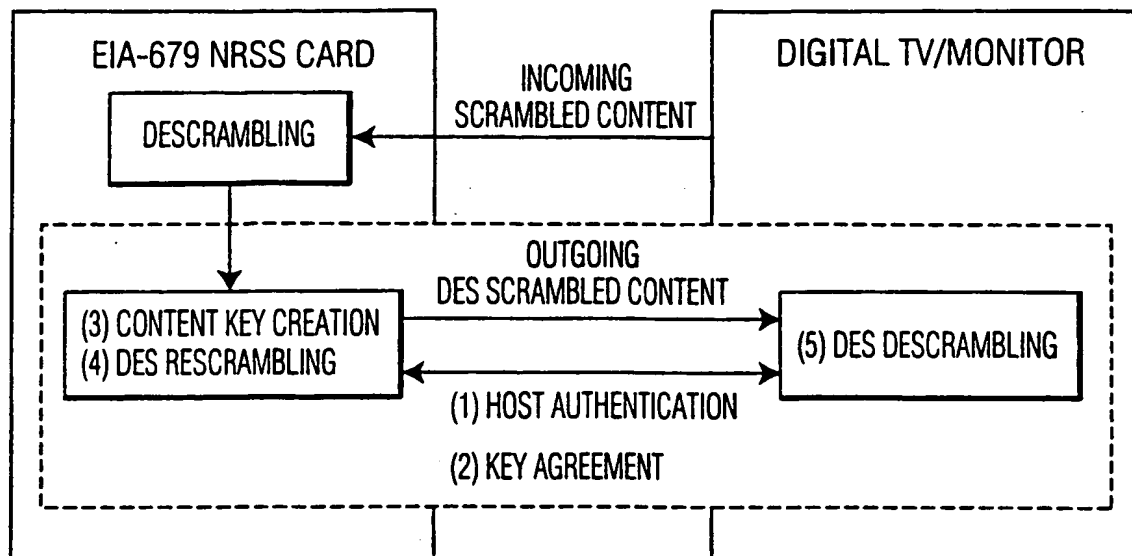 EIA-679 NRSS CARD
DIGITAL TV/MONITOR
INCOMING
SCRAMBLED CONTENT
DESCRAMBLING
OUTGOING
DES SCRAMBLED CONTENT
(3) CONTENT KEY CREATION
(4) DES RESCRAMBLING
(5) DES DESCRAMBLING
(1) HOST AUTHENTICATION
(2) KEY AGREEMENT